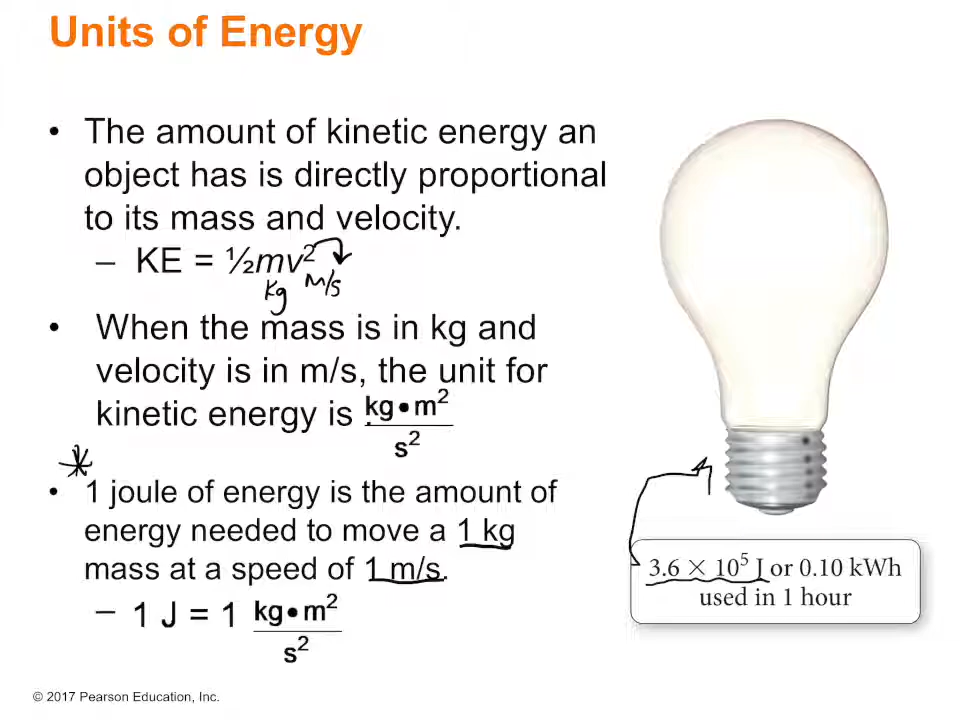 Units of Energy
• The amount of kinetic energy an
object has is directly proportional
to its mass and velocity.
– KE = ½mv²
kg m/s
• When the mass is in kg and
velocity is in m/s, the unit for
kinetic energy is kg•m²
s²
• 1 joule of energy is the amount of
energy needed to move a 1 kg
mass at a speed of 1 m/s.
– 1 J = 1 kg•m²
s²
3.6 × 10⁵ J or 0.10 kWh
used in 1 hour
© 2017 Pearson Education, Inc.